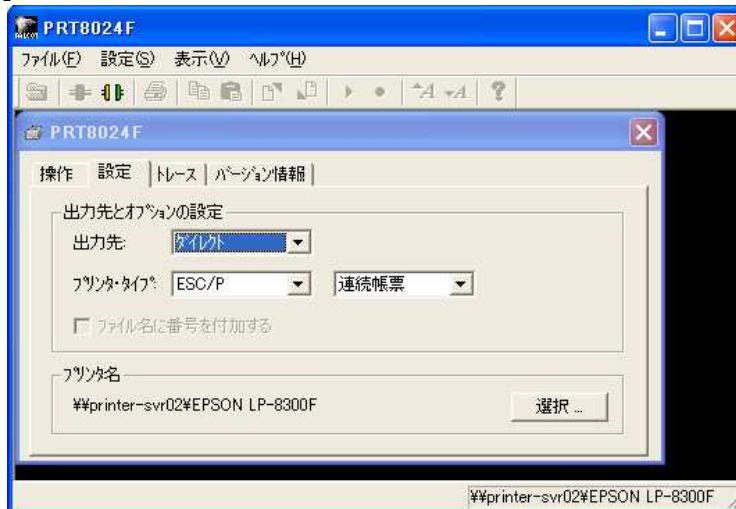 PRT8024F
ファイル(F) 設定(S) 表示(V) ヘルプ(H)
PRT8024F
操作 設定 トレース バージョン情報
出力先とオプションの設定
出力先: ダイレクト
プリンタ・タイプ: ESC/P 連続帳票
ファイル名に番号を付加する
プリンタ名
¥¥printer-svr02¥EPSON LP-8300F 選択 ...
¥¥printer-svr02¥EPSON LP-8300F